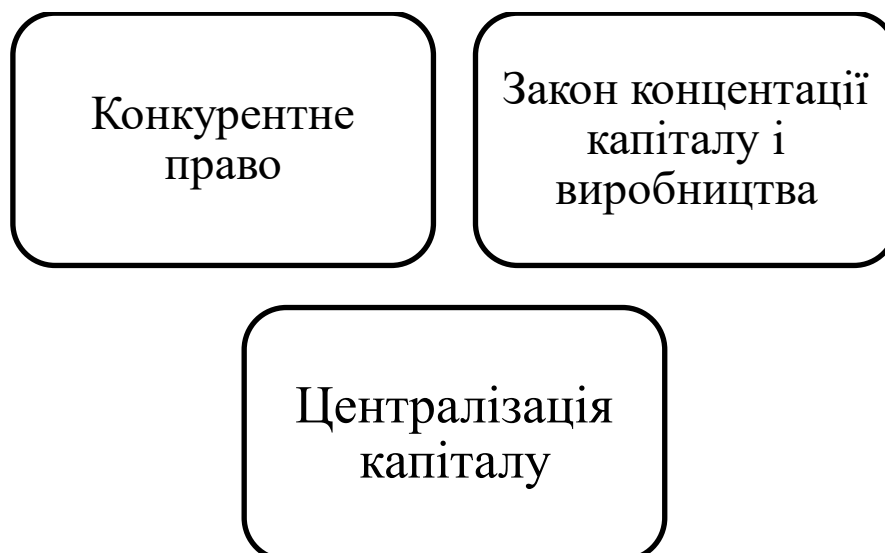 Конкурентне
право
Закон концентації
капіталу і
виробництва
Централізація
капіталу